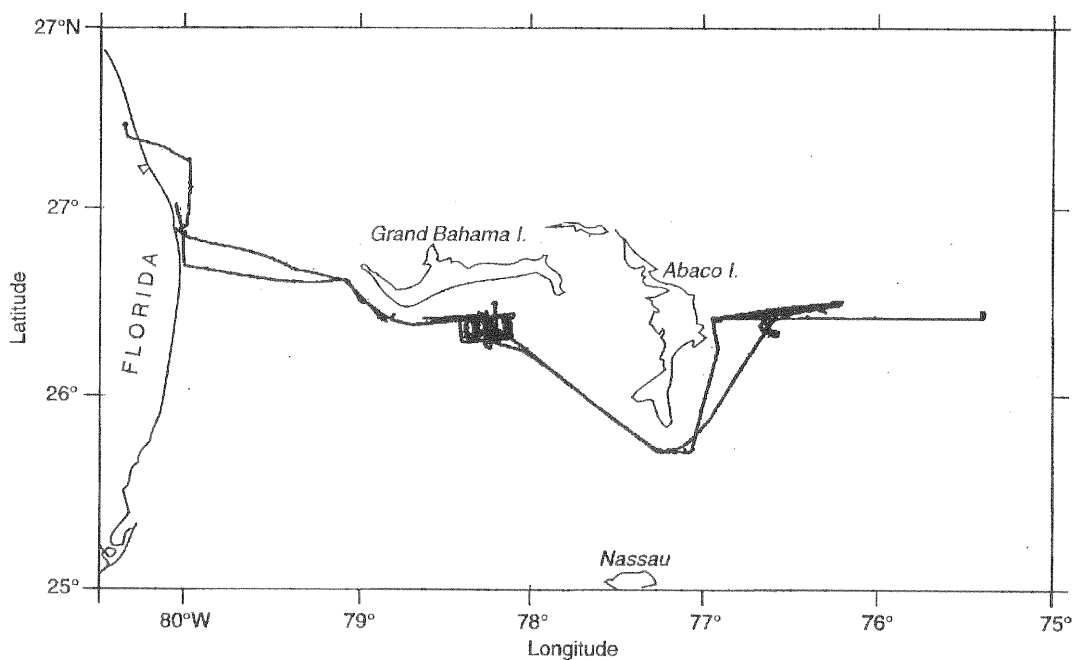 27°N
27°
26°
25°
Latitude
FLORIDA
Grand Bahama I.
Abaco I.
Nassau
80°W
79°
78°
77°
76°
75°
Longitude